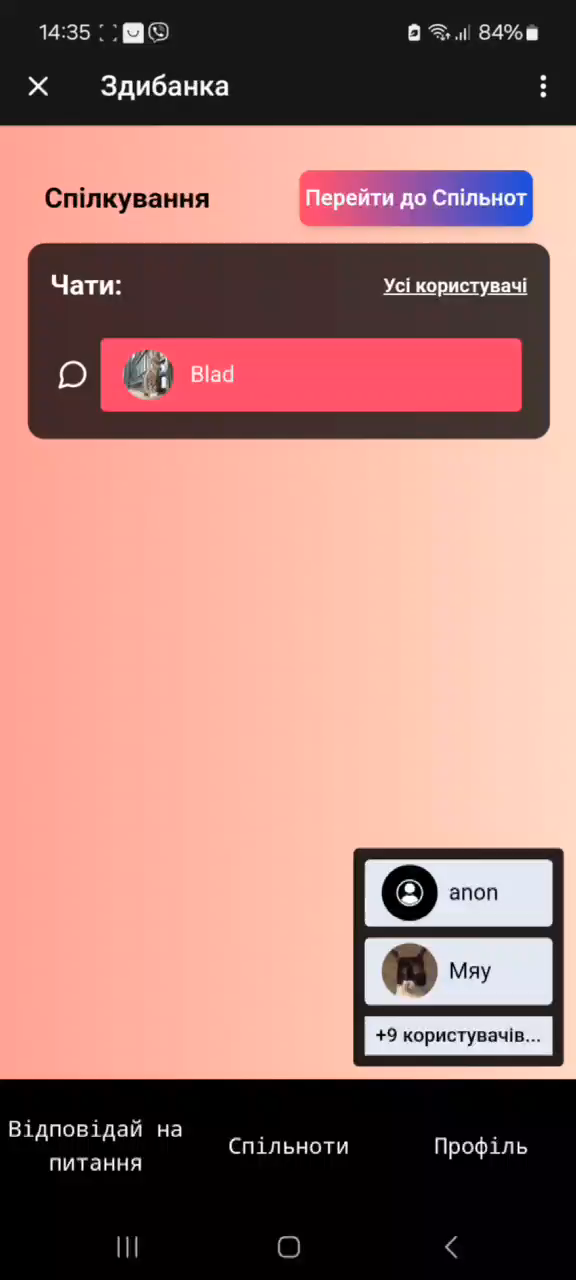 14:35
84%
Здибанка
Спілкування
Перейти до Спільнот
Чати:
Усі користувачі
Blad
anon
Мяу
+9 користувачів...
Відповідай на
питання
Спільноти
Профіль